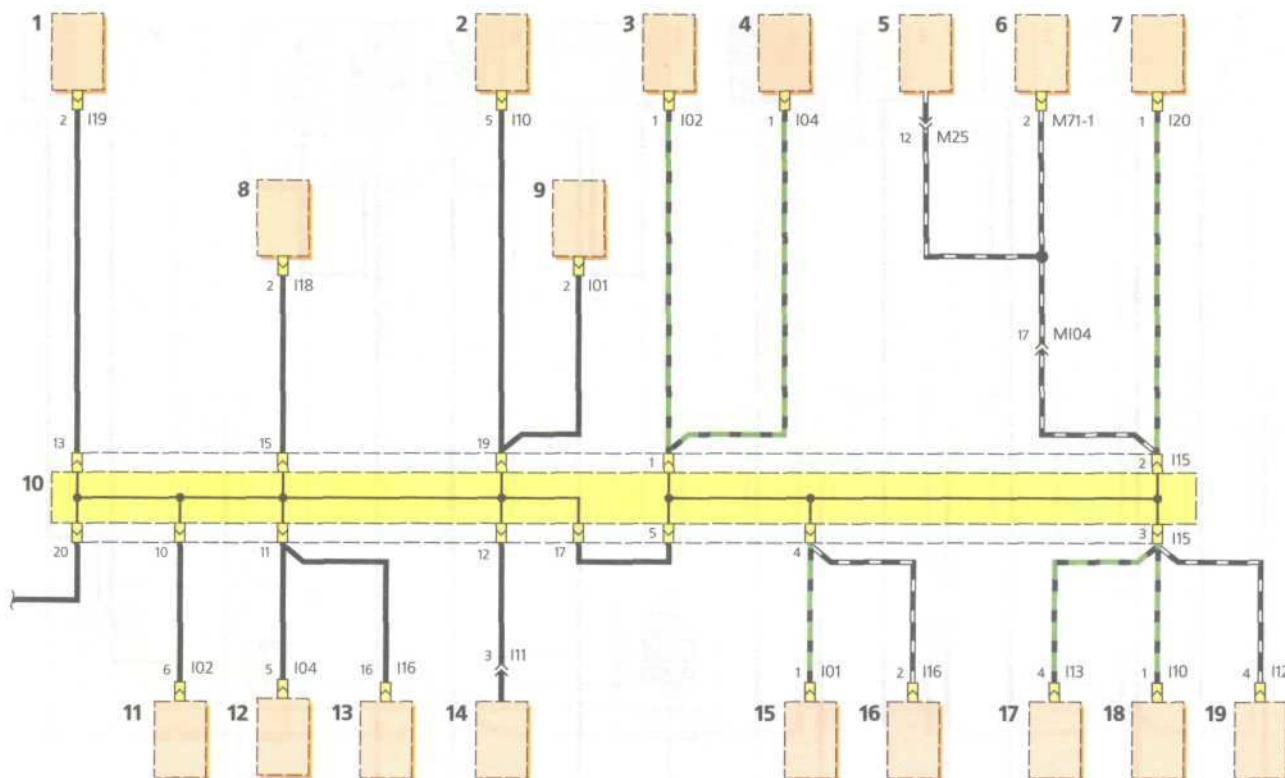 1 2 3 4 5 6 7
2 I19 5 I10 1 I02 1 I04 12 M25 2 M71-1 1 I20
8 9
2 I18 2 I01
17 MI04
13 15 19 1 2 I15
10
20 10 11 12 17 5 4 3 I15
6 I02 5 I04 16 I16 3 I11 1 I01 2 I16 4 I13 1 I10 4 I12
11 12 13 14 15 16 17 18 19